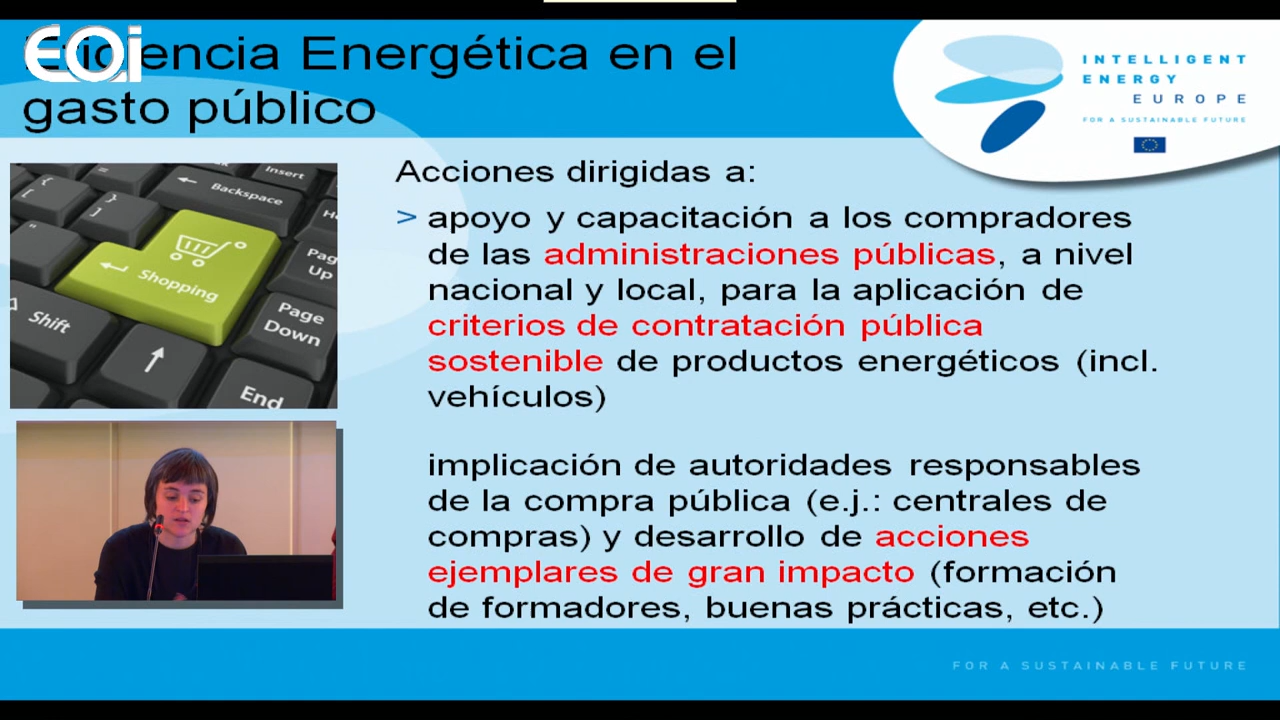 EOi
Eficiencia Energética en el
gasto público
INTELLIGENT
ENERGY
EUROPE
FOR A SUSTAINABLE FUTURE
Insert
Backspace
Shopping
Page
Up
Shift
Page
Down
End
Acciones dirigidas a:
> apoyo y capacitación a los compradores
de las administraciones públicas, a nivel
nacional y local, para la aplicación de
criterios de contratación pública
sostenible de productos energéticos (incl.
vehículos)
implicación de autoridades responsables
de la compra pública (e.j.: centrales de
compras) y desarrollo de acciones
ejemplares de gran impacto (formación
de formadores, buenas prácticas, etc.)
FOR A SUSTAINABLE FUTURE